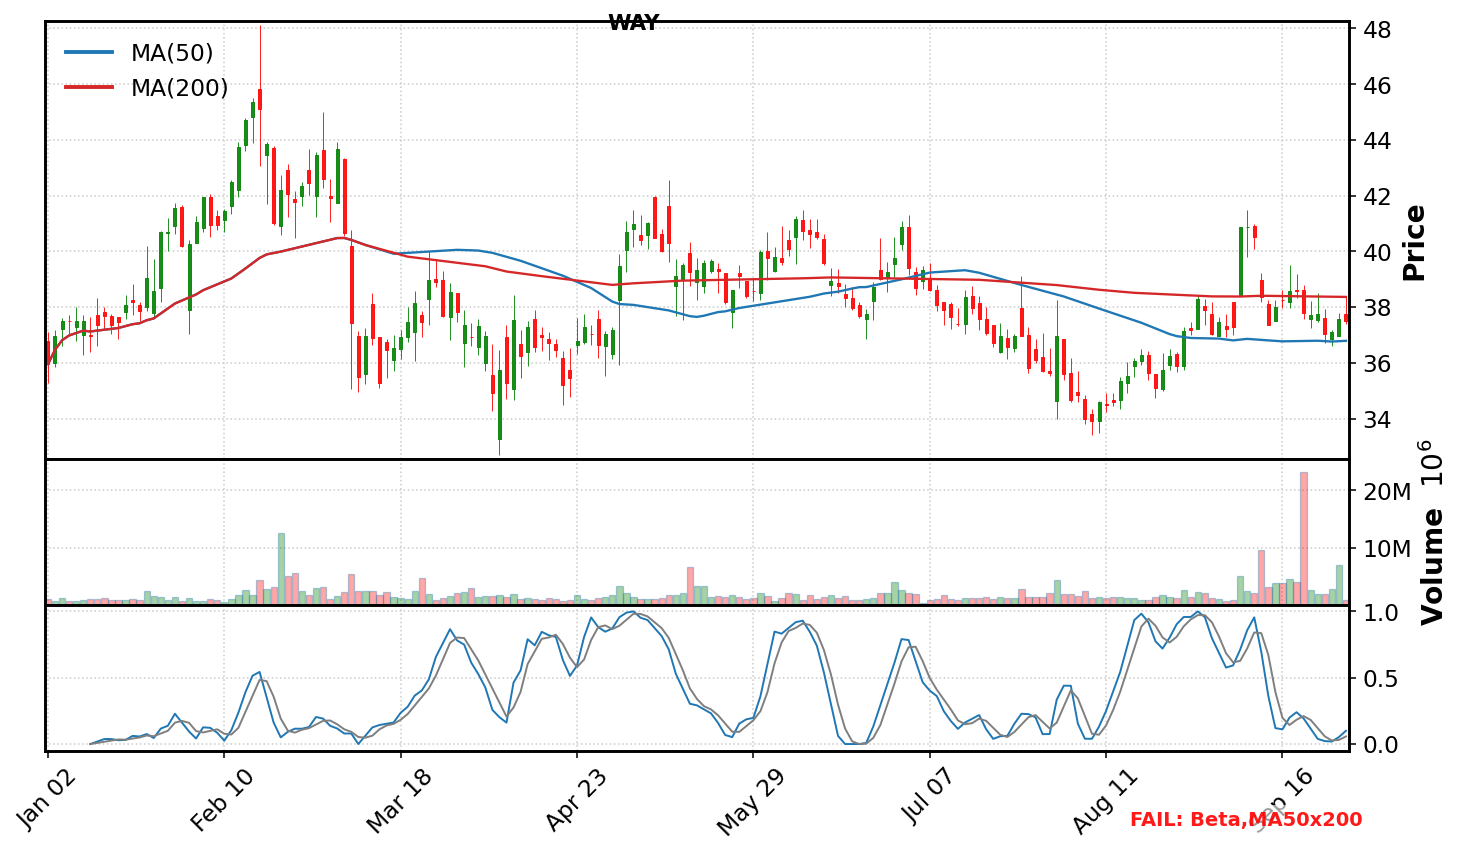 WAY
MA(50)
MA(200)
48
46
44
42
40
38
36
34
Price
20M
10M
Volume 10^6
1.0
0.5
0.0
Jan 02
Feb 10
Mar 18
Apr 23
May 29
Jul 07
Aug 11
Sep 16
FAIL: Beta,MA50x200